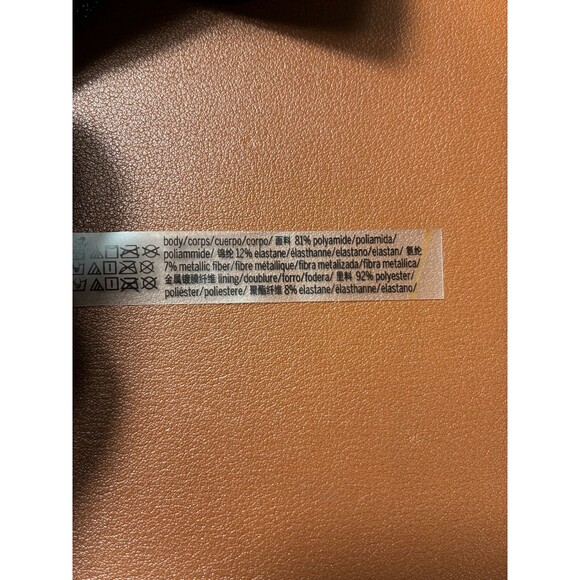 body/corps/cuerpo/corpo/ 面料 81% polyamide/poliamida/
poliammide/ 锦纶 12% elastane/élasthanne/elastano/elastan/ 氨纶
7% metallic fiber/fibre métallique/fibra metalizada/fibra metallica/
金属镀膜纤维 lining/doublure/forro/fodera/ 里料 92% polyester/
poliéster/poliestere/ 聚酯纤维 8% elastane/élasthanne/elastano/